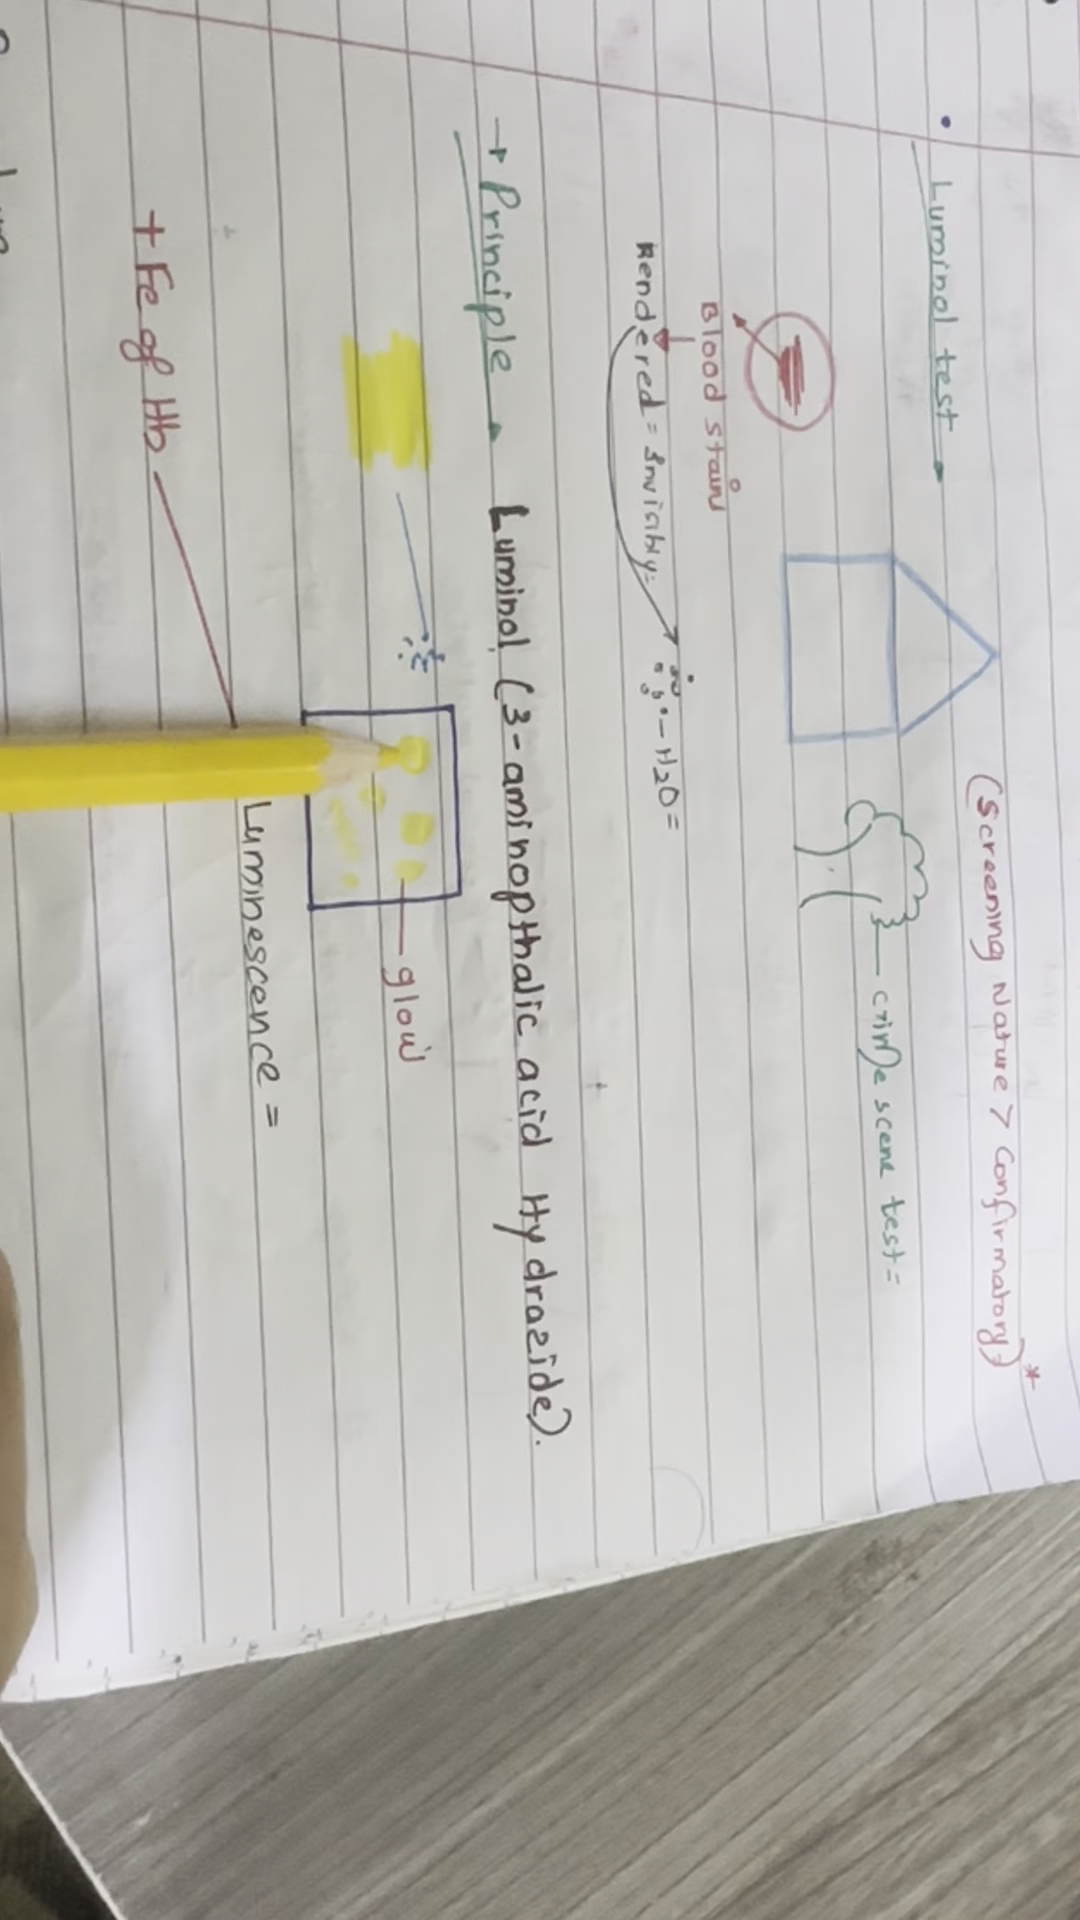 (Screening Nature > Confirmatory)*
• Luminol test →
crime scene test =
Blood stain
Rendered = Invisibly =
- H2O =
→ Principle → Luminol (3-aminopthalic acid Hydrazide).
glow
Luminescence =
+ Fe of Hb